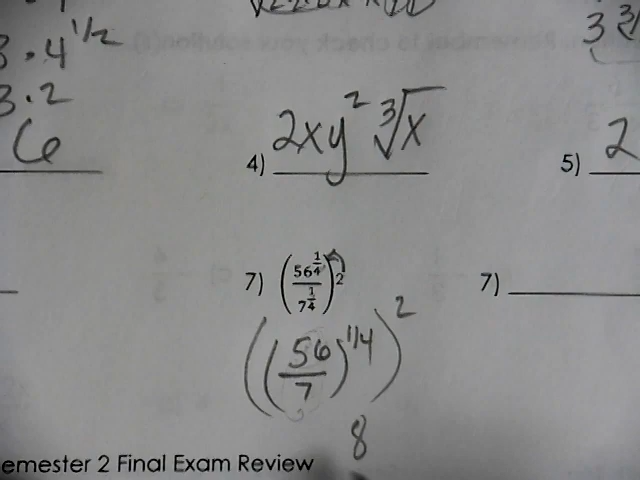 3 · 4^1/2
3 · 2
6
4) 2xy^2 ∛x
5) 2
7) (56^1/4 / 7^1/4)^2
7)
((56/7)^1/4)^2
8
emester 2 Final Exam Review